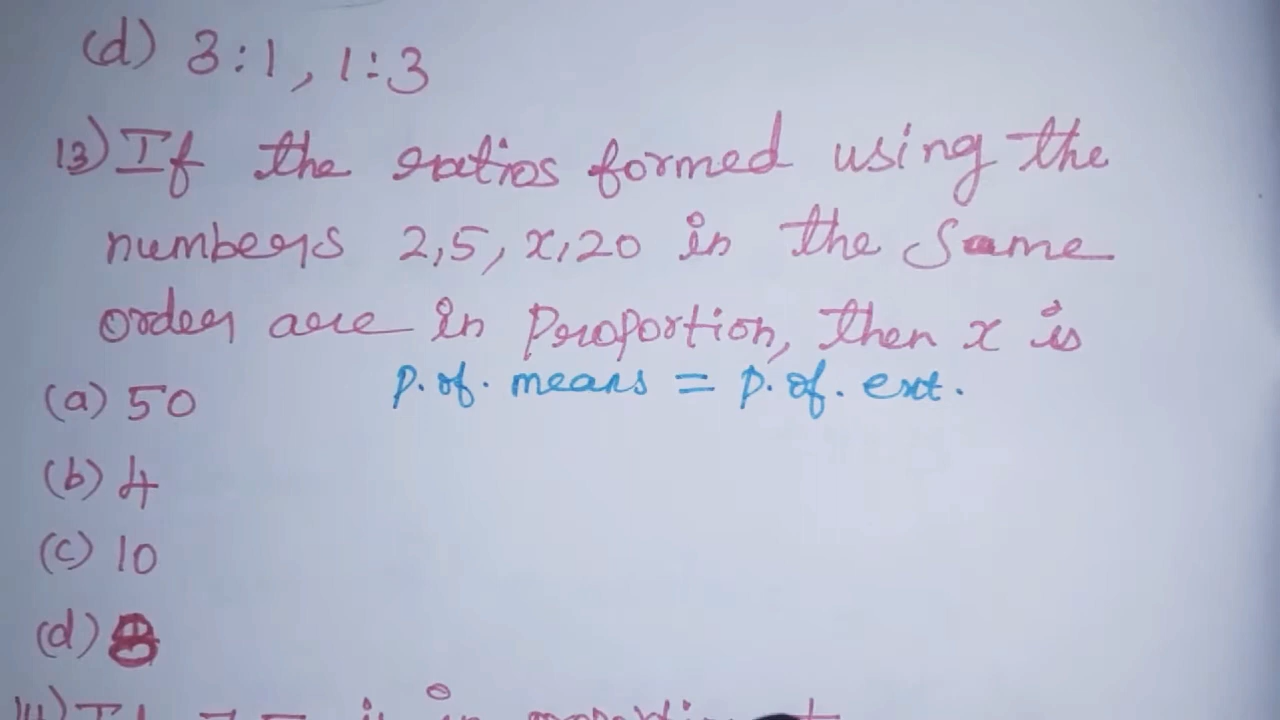 (d) 3:1, 1:3
13) If the ratios formed using the
numbers 2,5, x, 20 in the same
order are in proportion, then x is
p. of. means = p. of. ext.
(a) 50
(b) 4
(c) 10
(d) 8